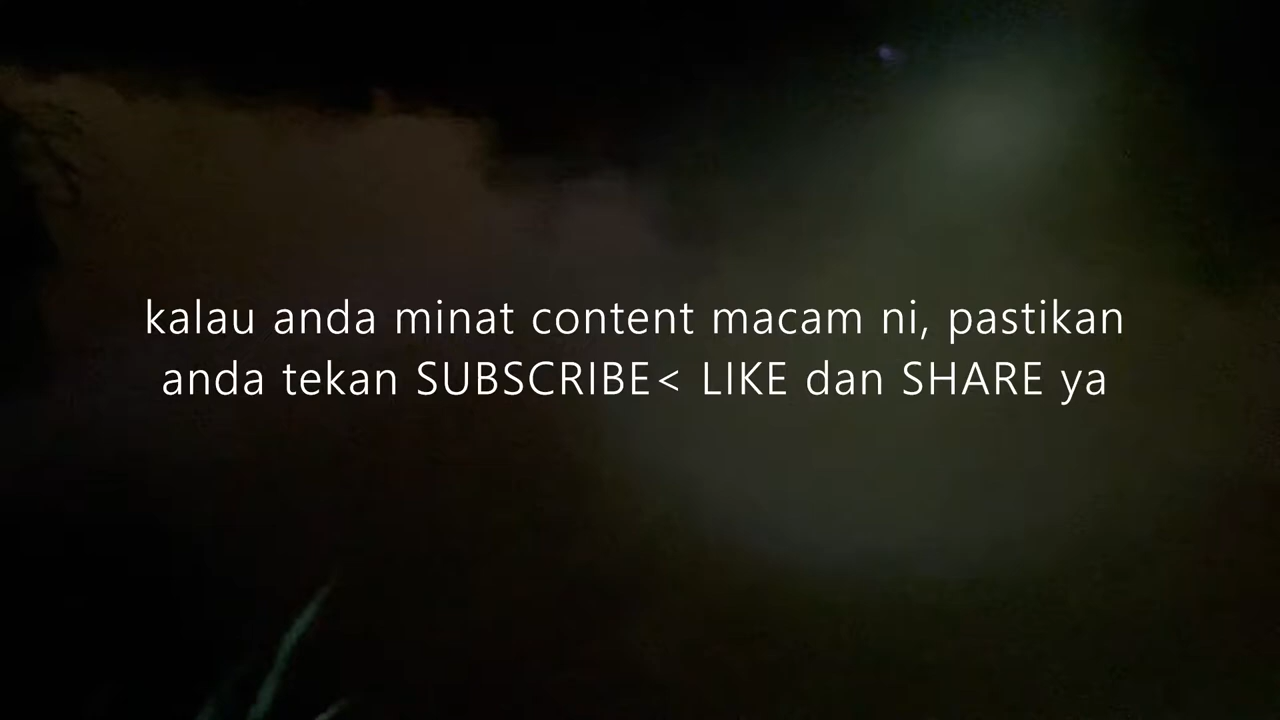 kalau anda minat content macam ni, pastikan
anda tekan SUBSCRIBE< LIKE dan SHARE ya